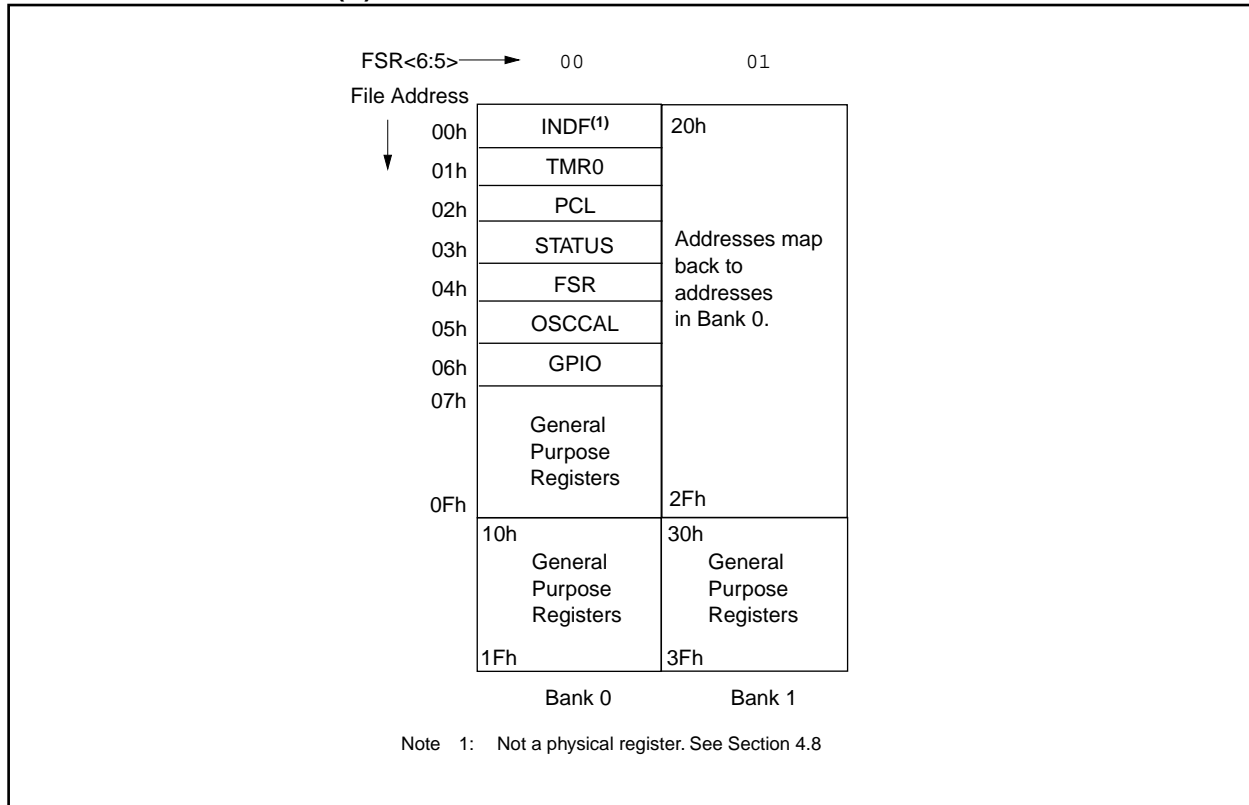 FSR<6:5> 00 01
File Address
00h INDF(1) 20h
01h TMR0
02h PCL
03h STATUS Addresses map
back to
04h FSR addresses
05h OSCCAL in Bank 0.
06h GPIO
07h
General
Purpose
Registers
0Fh 2Fh
10h 30h
General General
Purpose Purpose
Registers Registers
1Fh 3Fh
Bank 0 Bank 1
Note 1: Not a physical register. See Section 4.8